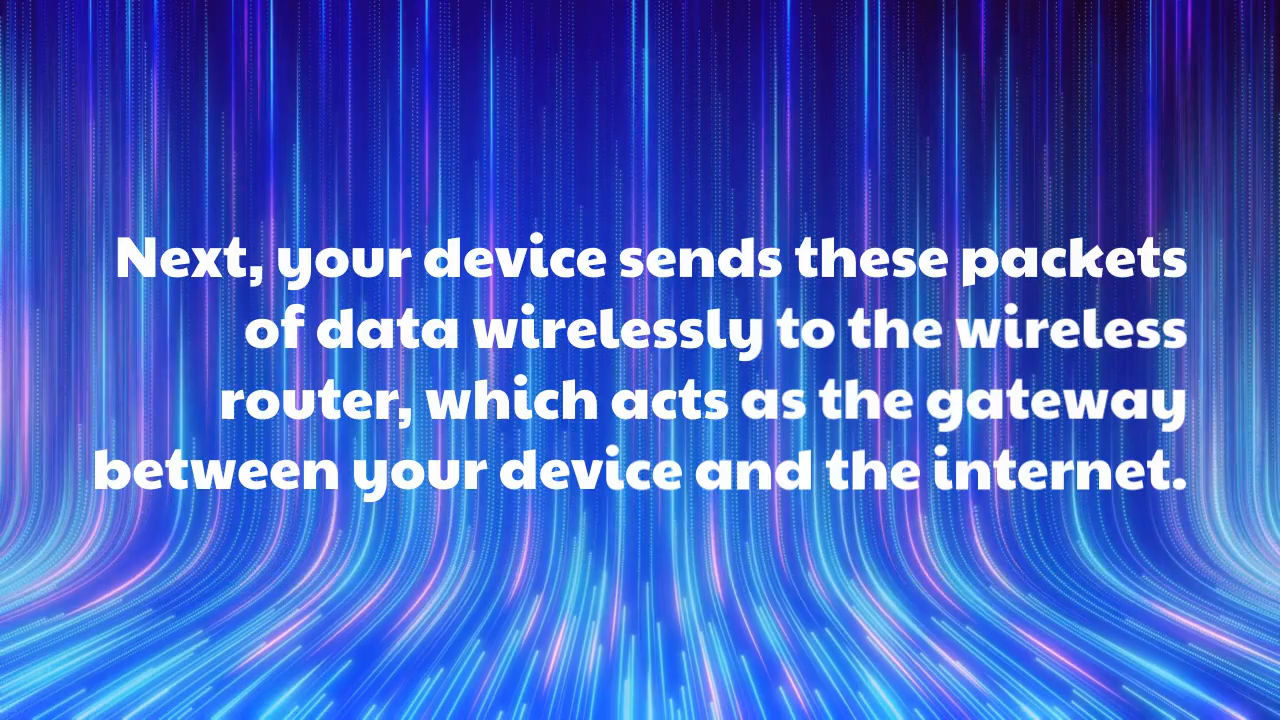 Next, your device sends these packets
of data wirelessly to the wireless
router, which acts as the gateway
between your device and the internet.